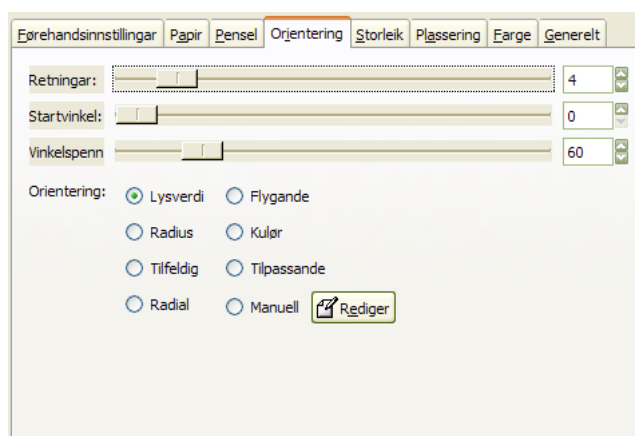 Førehandsinnstillingar Papir Pensel Orientering Storleik Plassering Farge Generelt
Retningar: 4
Startvinkel: 0
Vinkelspenn 60
Orientering: Lysverdi Flygande
Radius Kulør
Tilfeldig Tilpassande
Radial Manuell Rediger